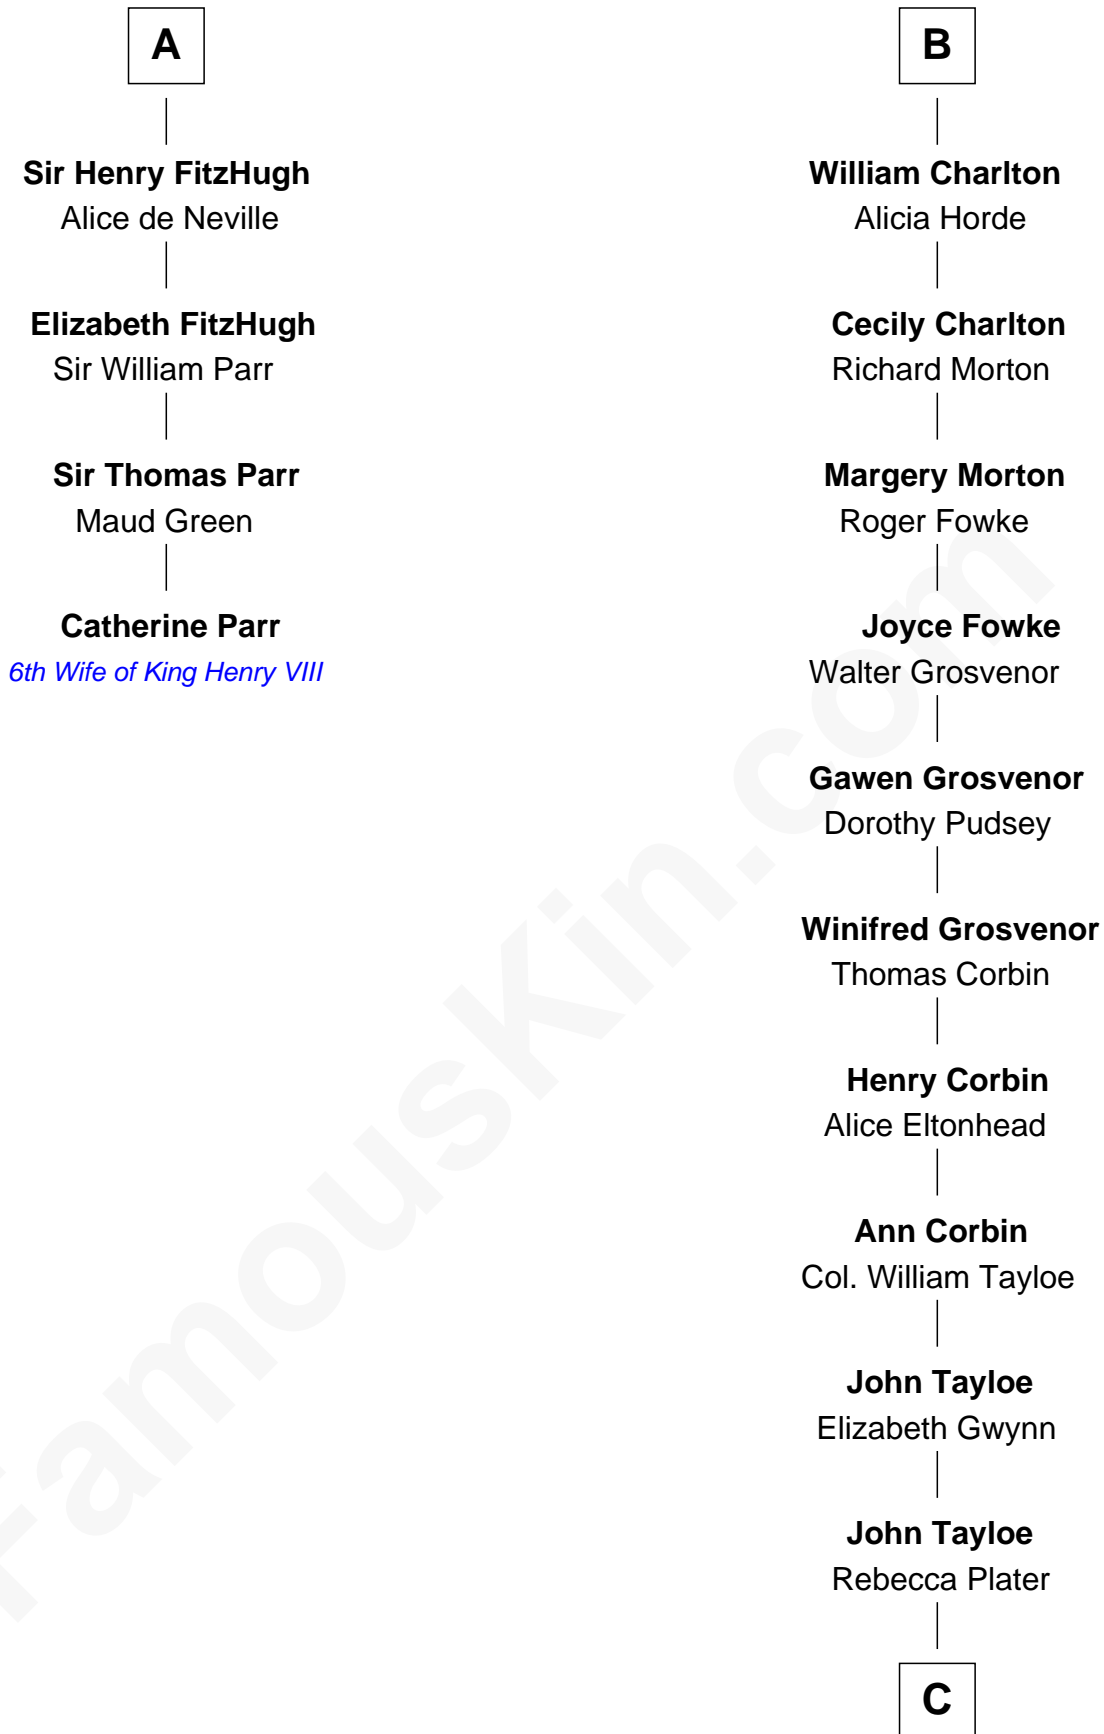 A
Sir Henry FitzHugh
Alice de Neville
Elizabeth FitzHugh
Sir William Parr
Sir Thomas Parr
Maud Green
Catherine Parr
6th Wife of King Henry VIII
B
William Charlton
Alicia Horde
Cecily Charlton
Richard Morton
Margery Morton
Roger Fowke
Joyce Fowke
Walter Grosvenor
Gawen Grosvenor
Dorothy Pudsey
Winifred Grosvenor
Thomas Corbin
Henry Corbin
Alice Eltonhead
Ann Corbin
Col. William Tayloe
John Tayloe
Elizabeth Gwynn
John Tayloe
Rebecca Plater
C
FamousKin.com